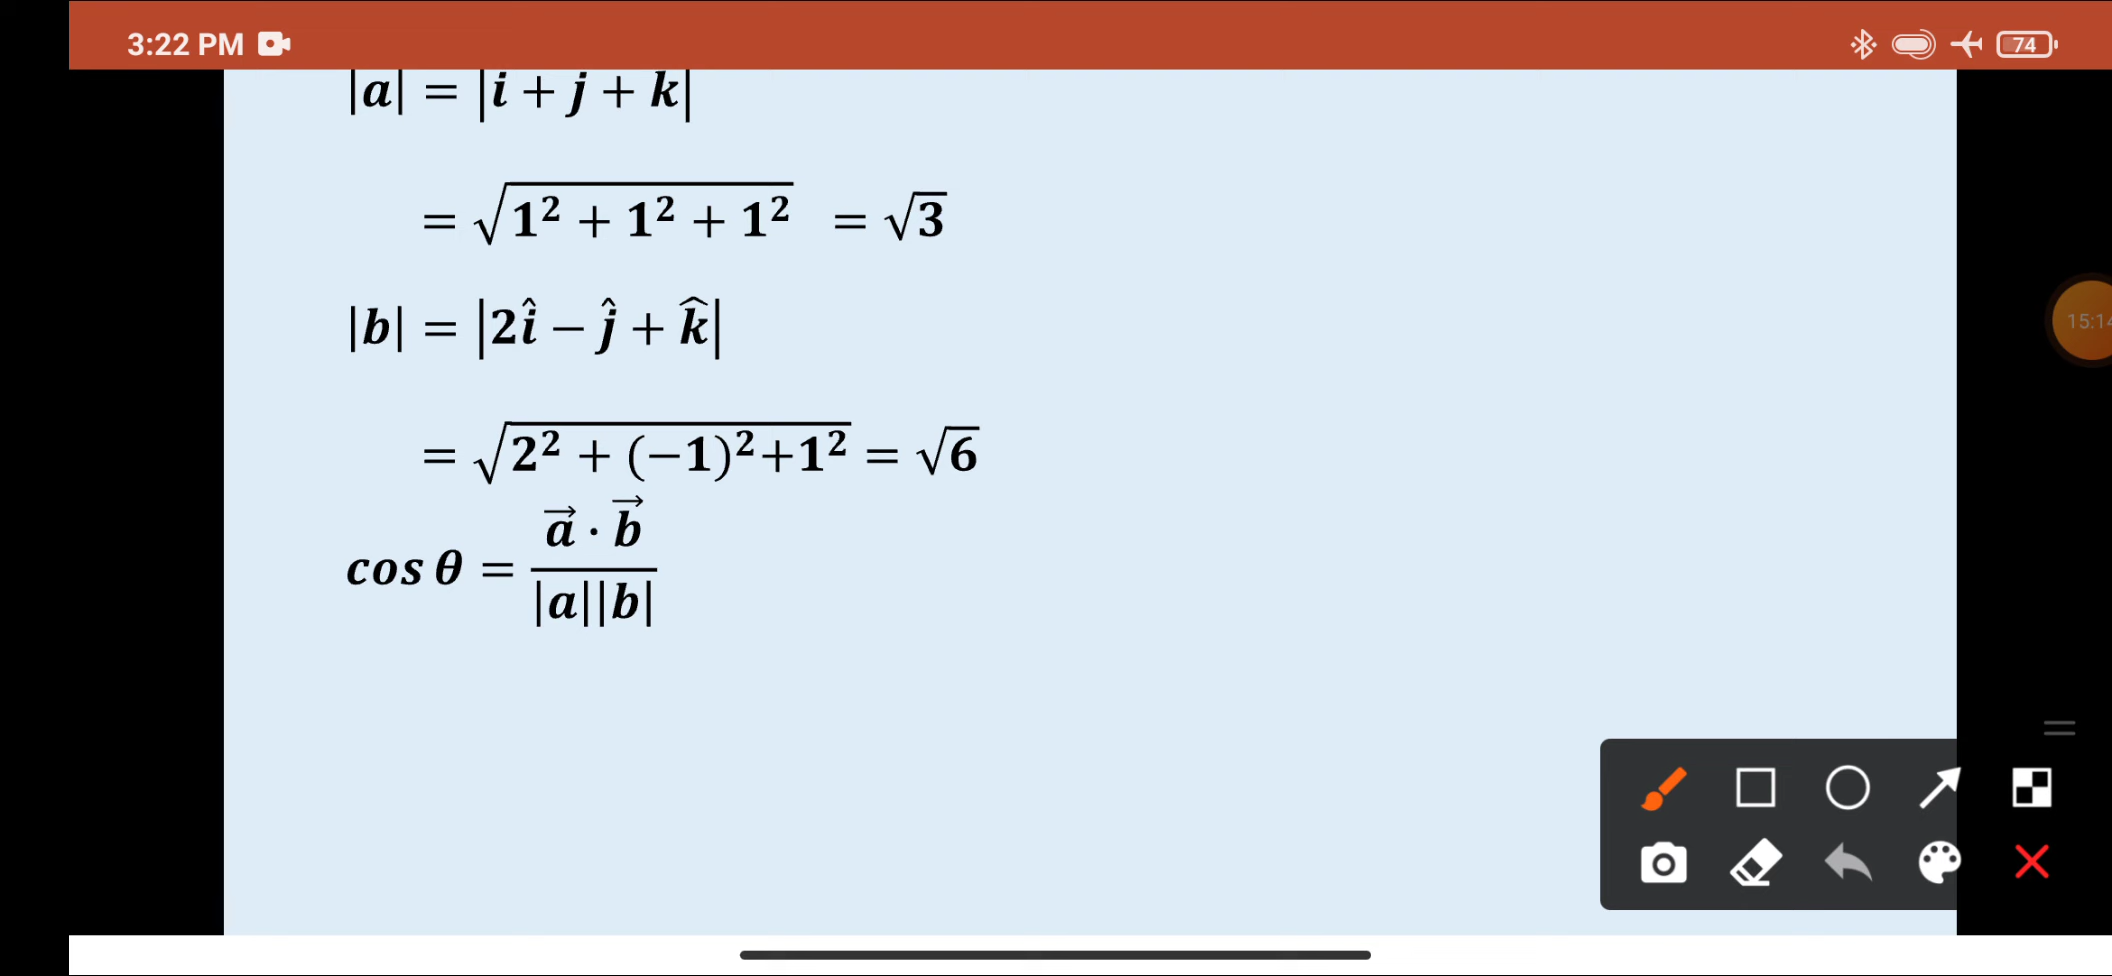 3:22 PM
74
|a| = |i + j + k|
= √1² + 1² + 1² = √3
15:14
|b| = |2î − ĵ + k̂|
= √2² + (−1)²+1² = √6
cos θ = a⃗ · b⃗ / |a||b|